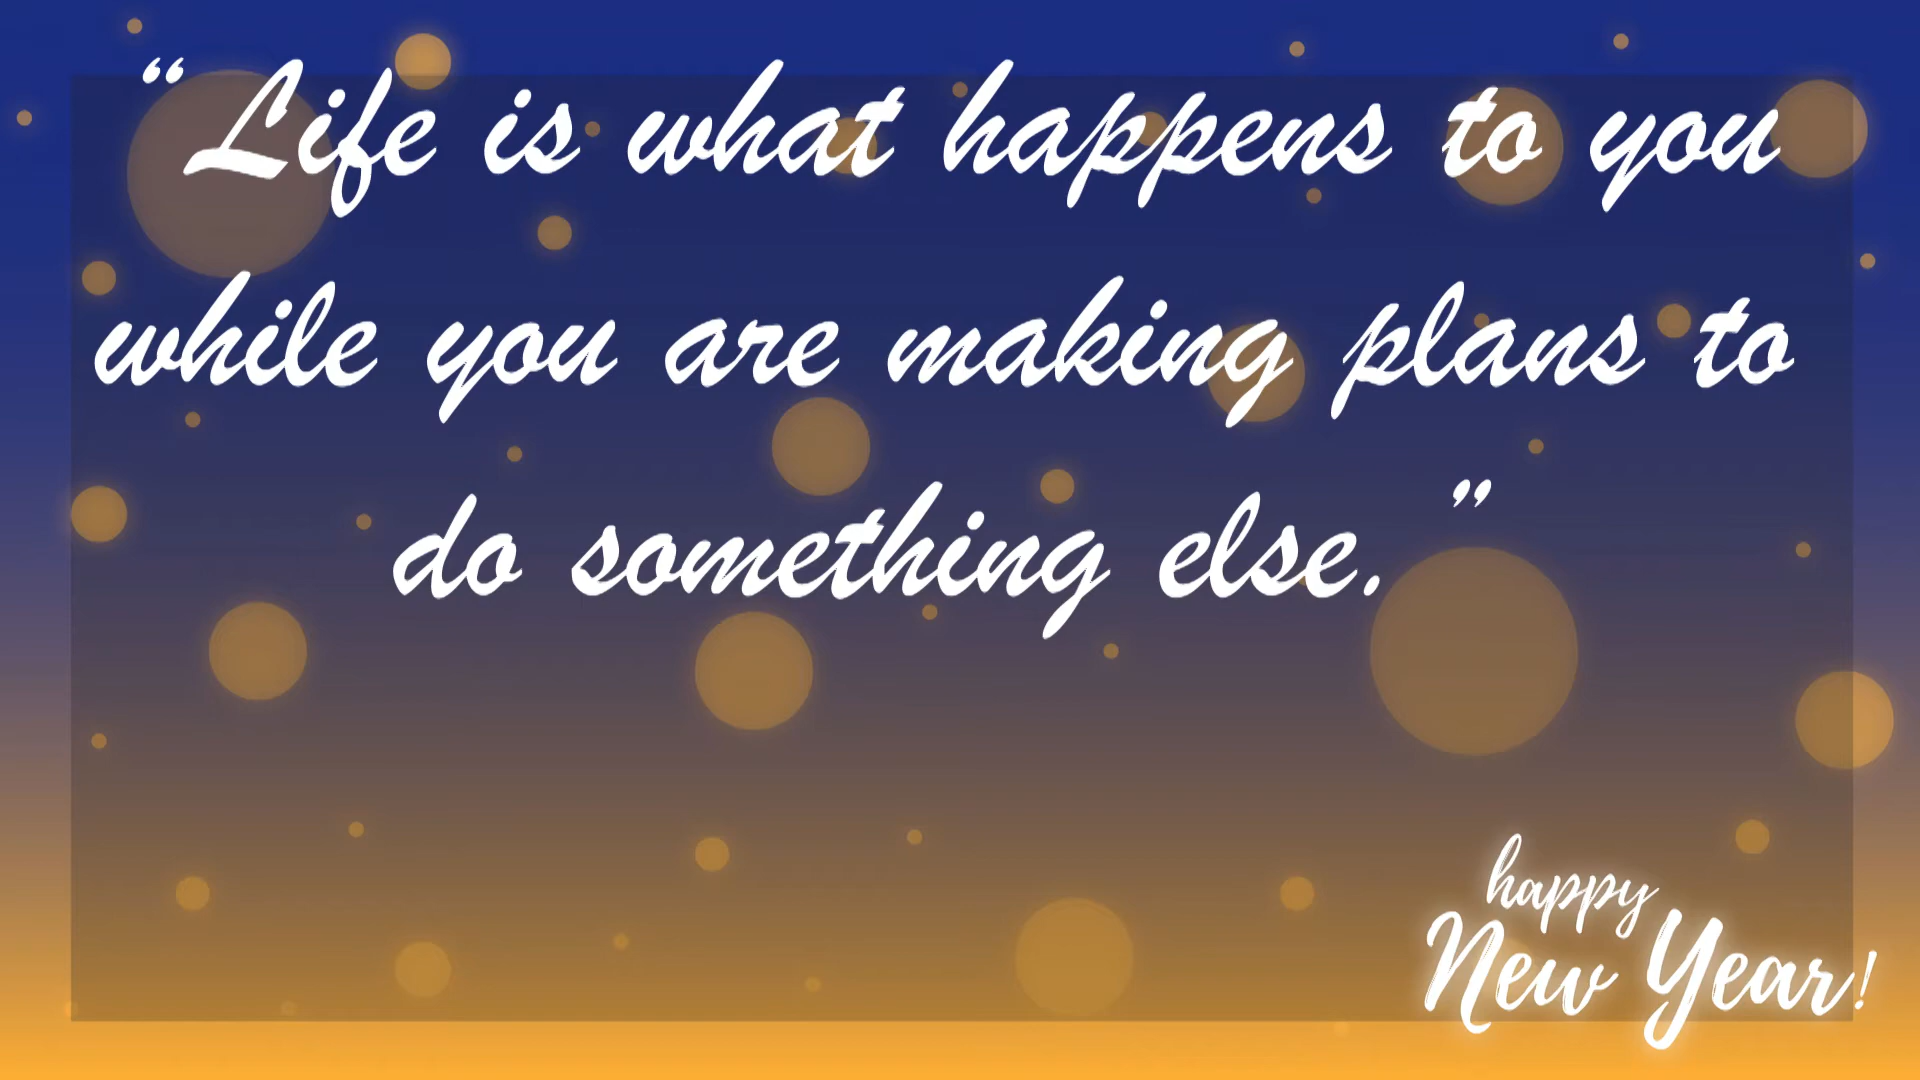 “Life is what happens to you
while you are making plans to
do something else.”
happy
New Year!